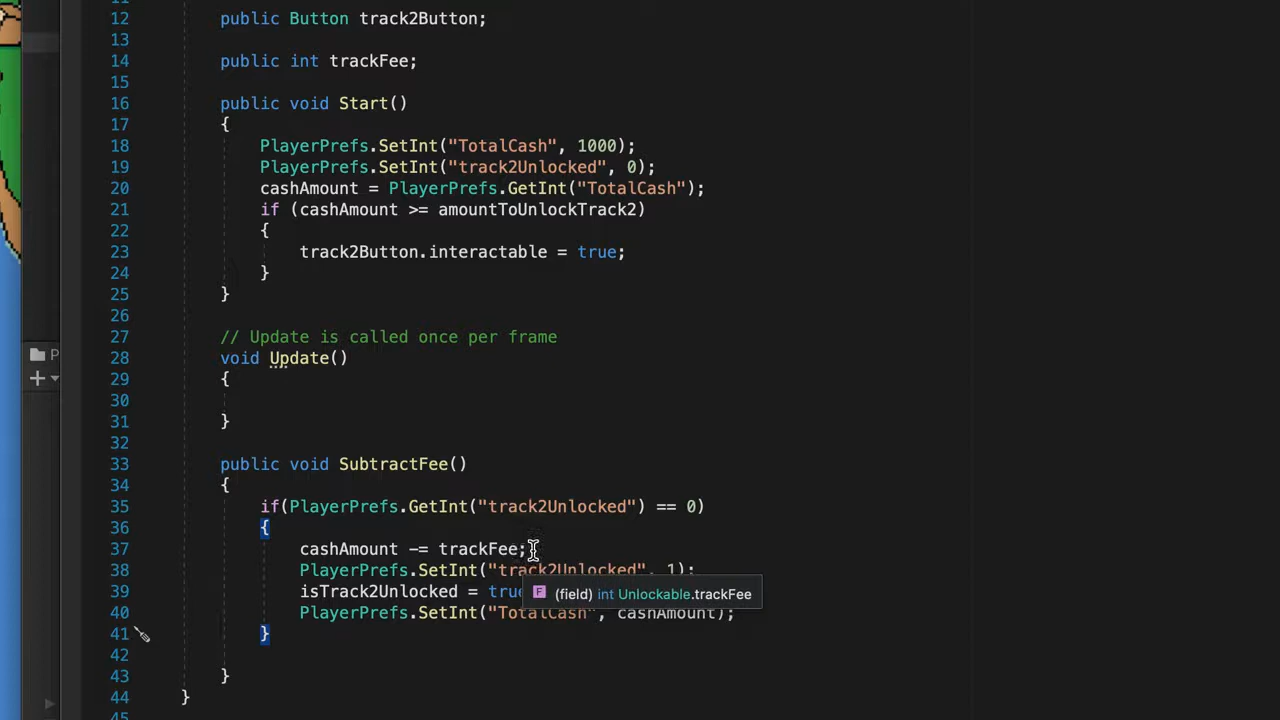 11
12 public Button track2Button;
13
14 public int trackFee;
15
16 public void Start()
17 {
18 PlayerPrefs.SetInt("TotalCash", 1000);
19 PlayerPrefs.SetInt("track2Unlocked", 0);
20 cashAmount = PlayerPrefs.GetInt("TotalCash");
21 if (cashAmount >= amountToUnlockTrack2)
22 {
23 track2Button.interactable = true;
24 }
25 }
26
27 // Update is called once per frame
28 void Update()
29 {
30
31 }
32
33 public void SubtractFee()
34 {
35 if(PlayerPrefs.GetInt("track2Unlocked") == 0)
36 {
37 cashAmount -= trackFee;
38 PlayerPrefs.SetInt("track2Unlocked", 1);
39 isTrack2Unlocked = true
(field) int Unlockable.trackFee
40 PlayerPrefs.SetInt("TotalCash", cashAmount);
41 }
42
43 }
44 }
45
P